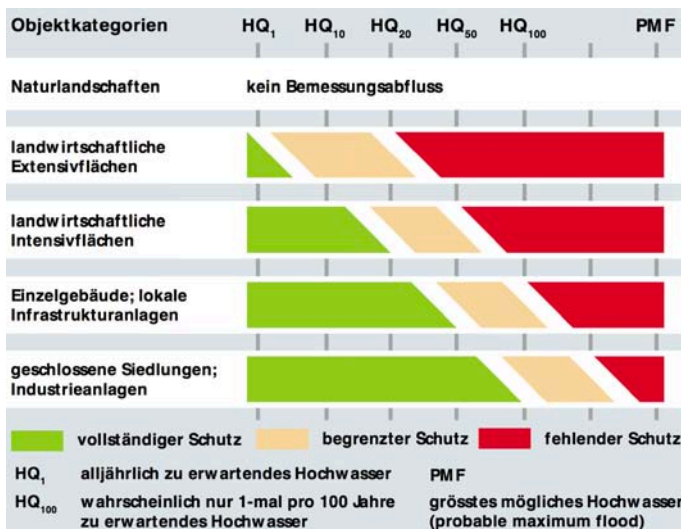 Objektkategorien HQ1 HQ10 HQ20 HQ50 HQ100 PMF
Naturlandschaften kein Bemessungsabfluss
landwirtschaftliche
Extensivflächen
landwirtschaftliche
Intensivflächen
Einzelgebäude; lokale
Infrastrukturanlagen
geschlossene Siedlungen;
Industrieanlagen
vollständiger Schutz begrenzter Schutz fehlender Schutz
HQ1 alljährlich zu erwartendes Hochwasser PMF
HQ100 wahrscheinlich nur 1-mal pro 100 Jahre grösstes mögliches Hochwasser
zu erwartendes Hochwasser (probable maximum flood)